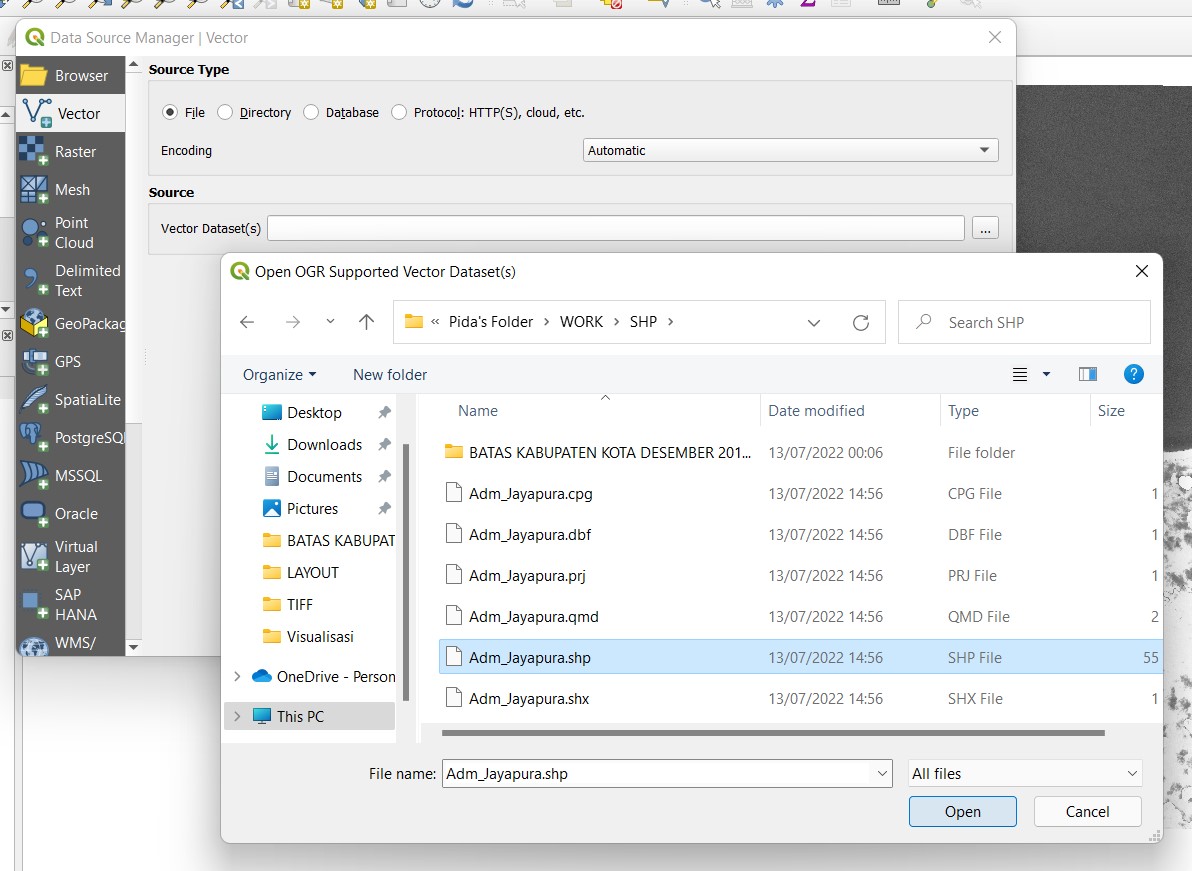 Data Source Manager | Vector
Browser
Vector
Raster
Mesh
Point
Cloud
Delimited
Text
GeoPackag
GPS
SpatiaLite
PostgreSQL
MSSQL
Oracle
Virtual
Layer
SAP
HANA
WMS/
Source Type
File Directory Database Protocol: HTTP(S), cloud, etc.
Encoding Automatic
Source
Vector Dataset(s) ...
Open OGR Supported Vector Dataset(s)
« Pida's Folder › WORK › SHP ›
Search SHP
Organize New folder ?
Desktop
Downloads
Documents
Pictures
BATAS KABUPAT
LAYOUT
TIFF
Visualisasi
OneDrive - Person
This PC
Name Date modified Type Size
BATAS KABUPATEN KOTA DESEMBER 201... 13/07/2022 00:06 File folder
Adm_Jayapura.cpg 13/07/2022 14:56 CPG File 1
Adm_Jayapura.dbf 13/07/2022 14:56 DBF File 1
Adm_Jayapura.prj 13/07/2022 14:56 PRJ File 1
Adm_Jayapura.qmd 13/07/2022 14:56 QMD File 2
Adm_Jayapura.shp 13/07/2022 14:56 SHP File 55
Adm_Jayapura.shx 13/07/2022 14:56 SHX File 1
File name: Adm_Jayapura.shp All files
Open Cancel